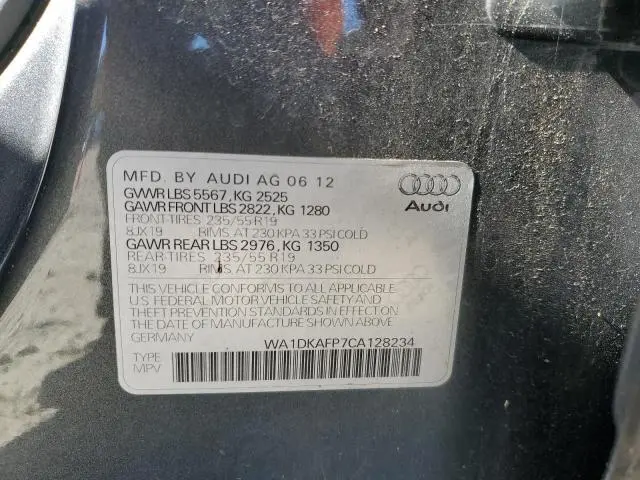 MFD. BY AUDI AG 06 12
GVWR LBS 5567, KG 2525
GAWR FRONT LBS 2822, KG 1280
FRONT-TIRES 235/55 R19
8JX19 RIMS AT 230 KPA 33 PSI COLD
GAWR REAR LBS 2976, KG 1350
REAR-TIRES 235/55 R19
8JX19 RIMS AT 230 KPA 33 PSI COLD
Audi
THIS VEHICLE CONFORMS TO ALL APPLICABLE
U.S. FEDERAL MOTOR VEHICLE SAFETY AND
THEFT PREVENTION STANDARDS IN EFFECT ON
THE DATE OF MANUFACTURE SHOWN ABOVE.
GERMANY WA1DKAFP7CA128234
TYPE
MPV